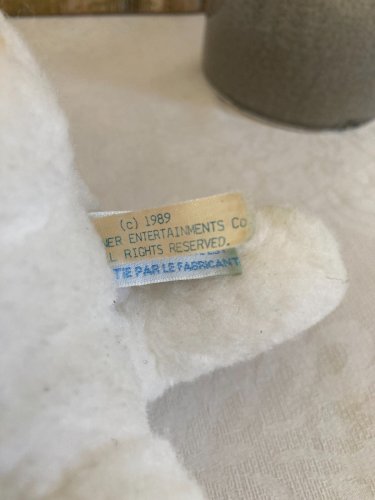 (c) 1989
NER ENTERTAINMENTS Co
L RIGHTS RESERVED.
TIE PAR LE FABRICANT